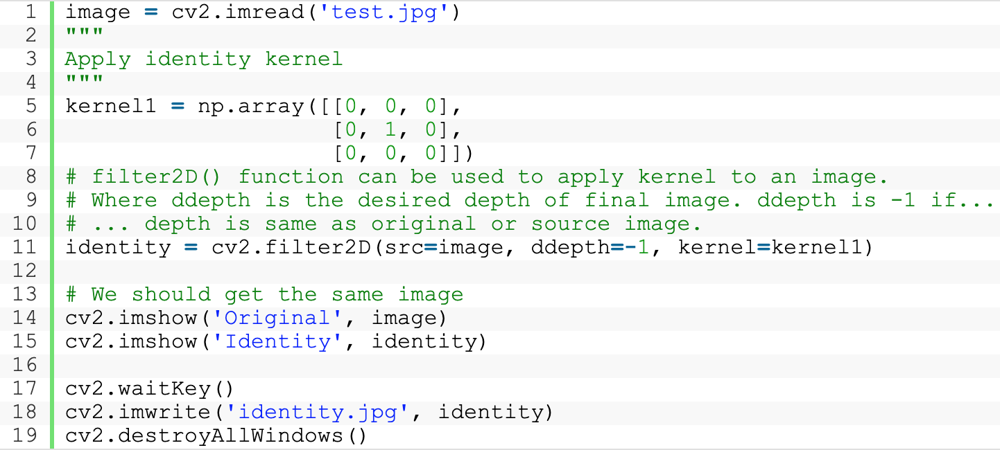 1 image = cv2.imread('test.jpg')
2 """
3 Apply identity kernel
4 """
5 kernel1 = np.array([[0, 0, 0],
6                     [0, 1, 0],
7                     [0, 0, 0]])
8 # filter2D() function can be used to apply kernel to an image.
9 # Where ddepth is the desired depth of final image. ddepth is -1 if...
10 # ... depth is same as original or source image.
11 identity = cv2.filter2D(src=image, ddepth=-1, kernel=kernel1)
12
13 # We should get the same image
14 cv2.imshow('Original', image)
15 cv2.imshow('Identity', identity)
16
17 cv2.waitKey()
18 cv2.imwrite('identity.jpg', identity)
19 cv2.destroyAllWindows()